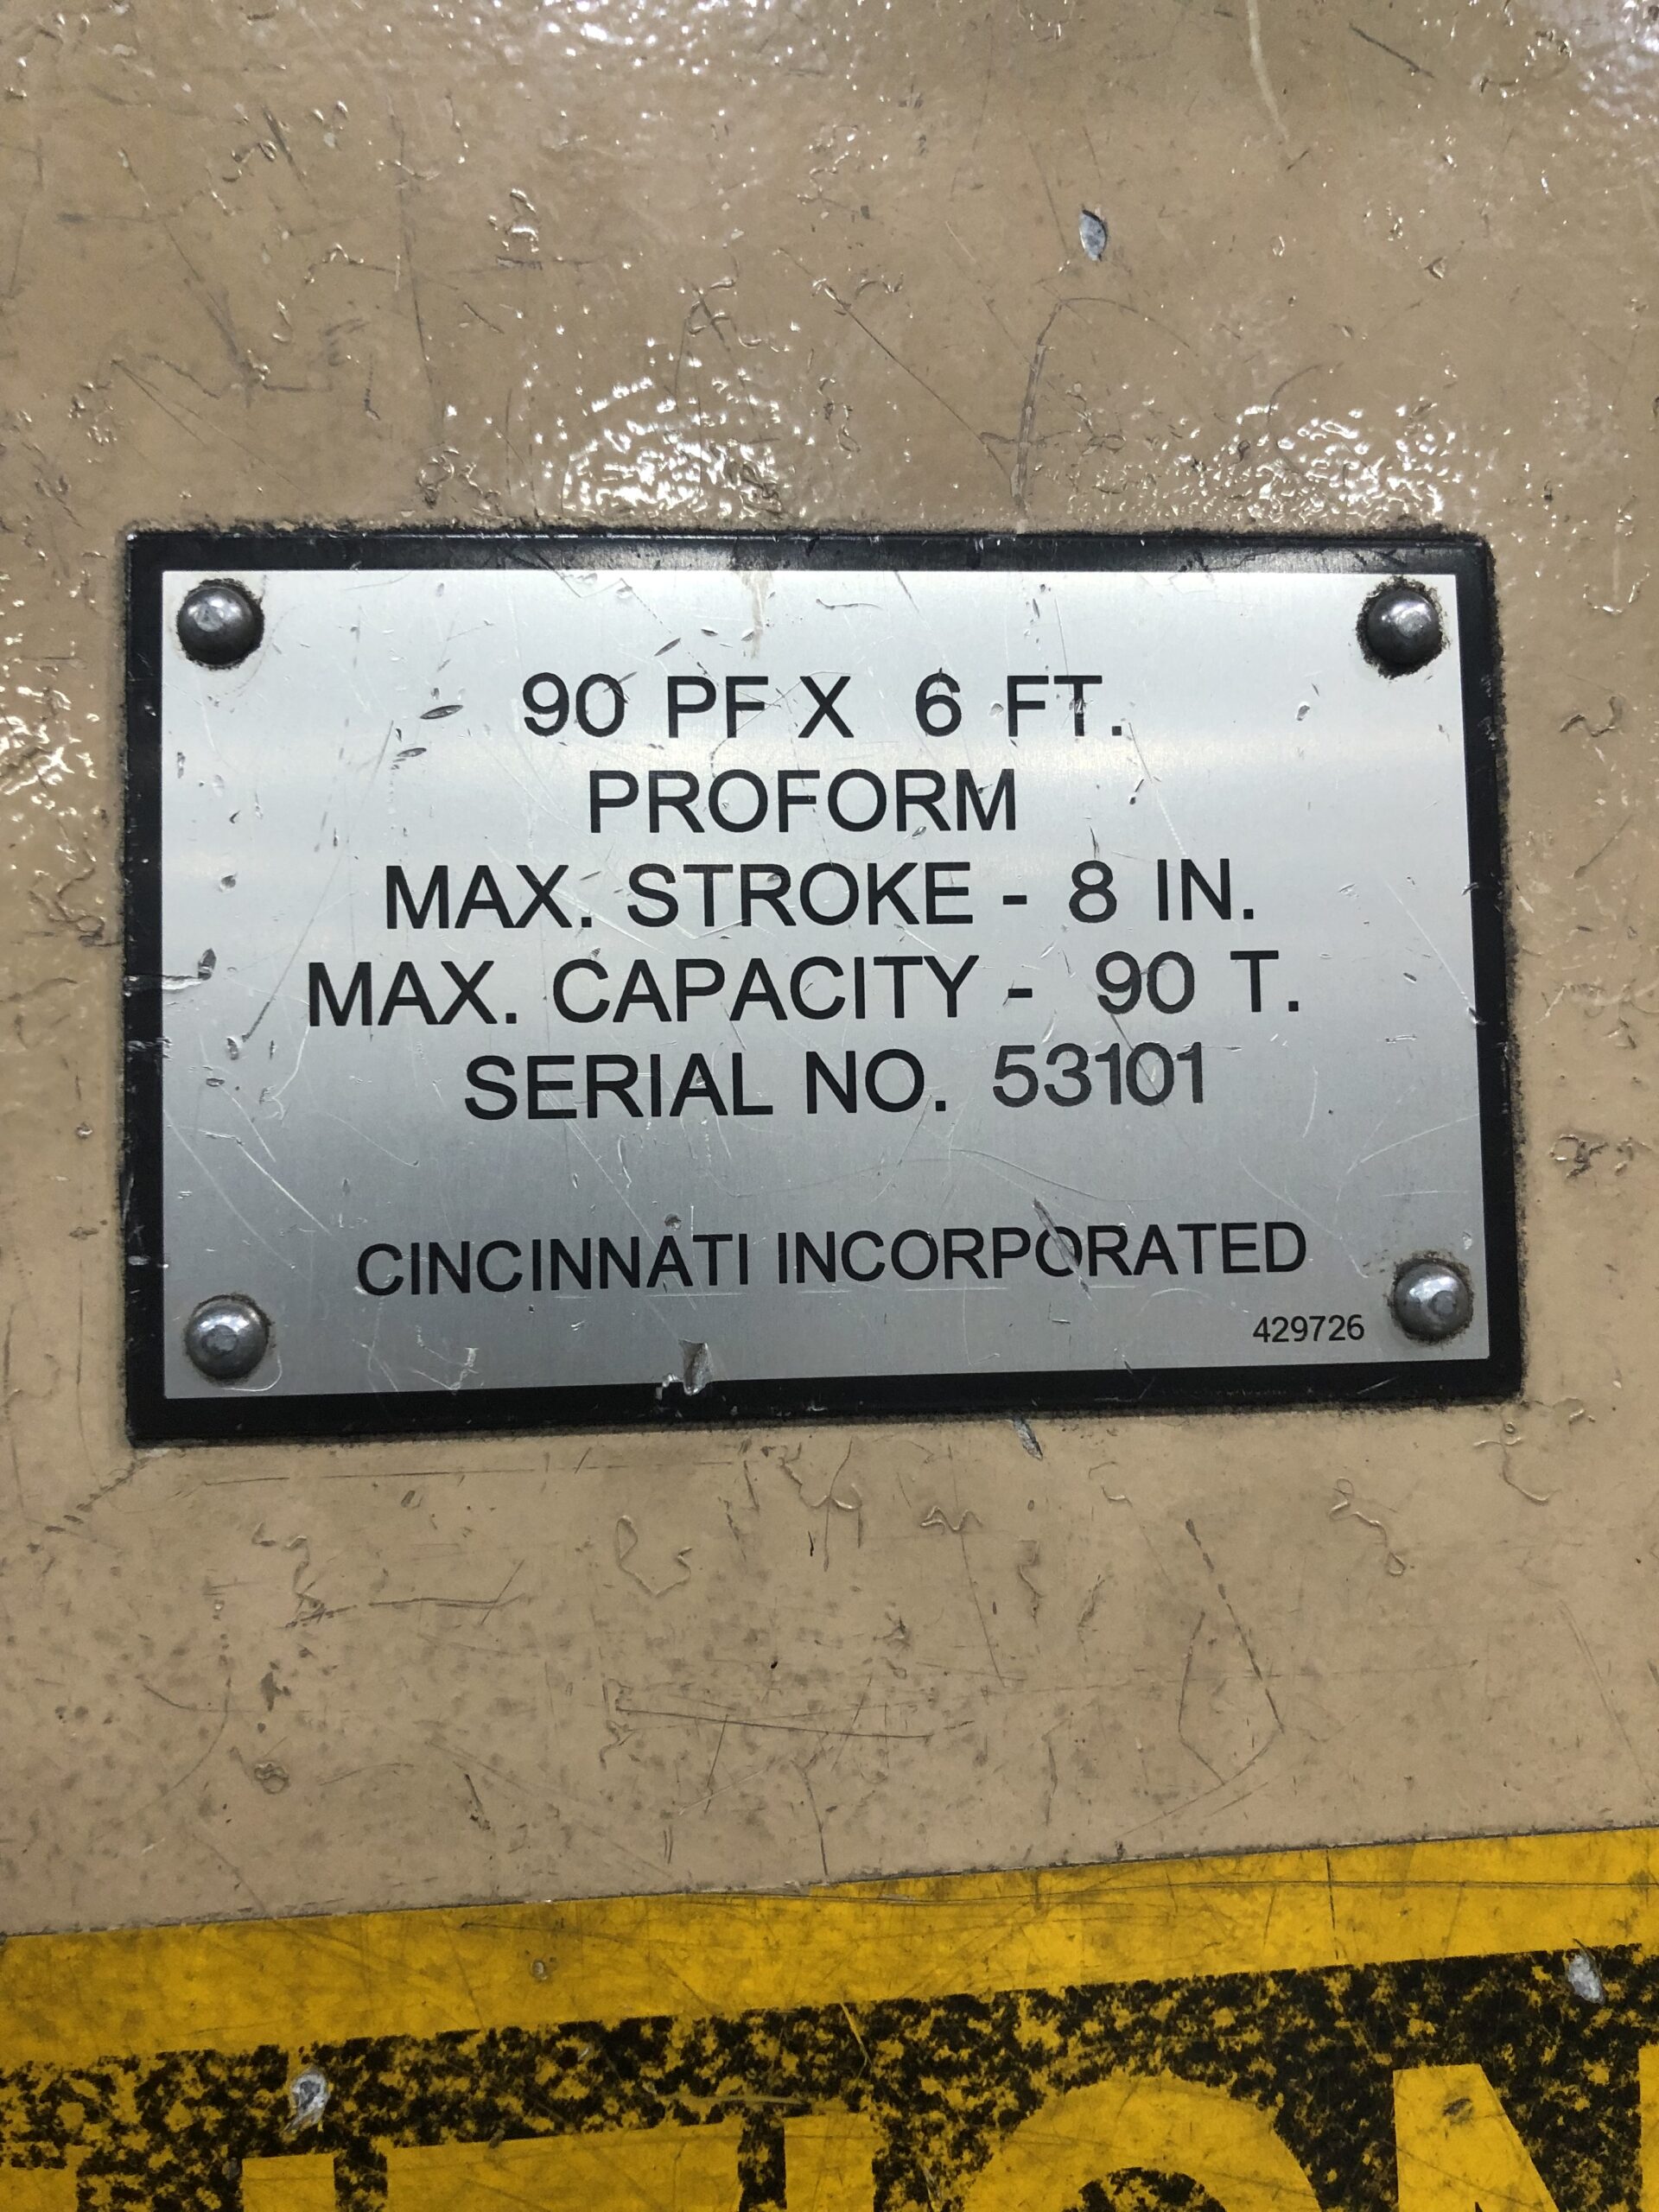 90 PF X 6 FT.
PROFORM
MAX. STROKE - 8 IN.
MAX. CAPACITY - 90 T.
SERIAL NO. 53101
CINCINNATI INCORPORATED
429726